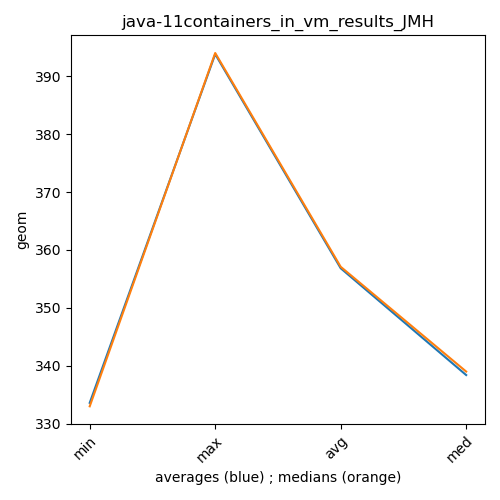 java-11containers_in_vm_results_JMH
390
380
370
360
350
340
330
geom
min
max
avg
med
averages (blue) ; medians (orange)